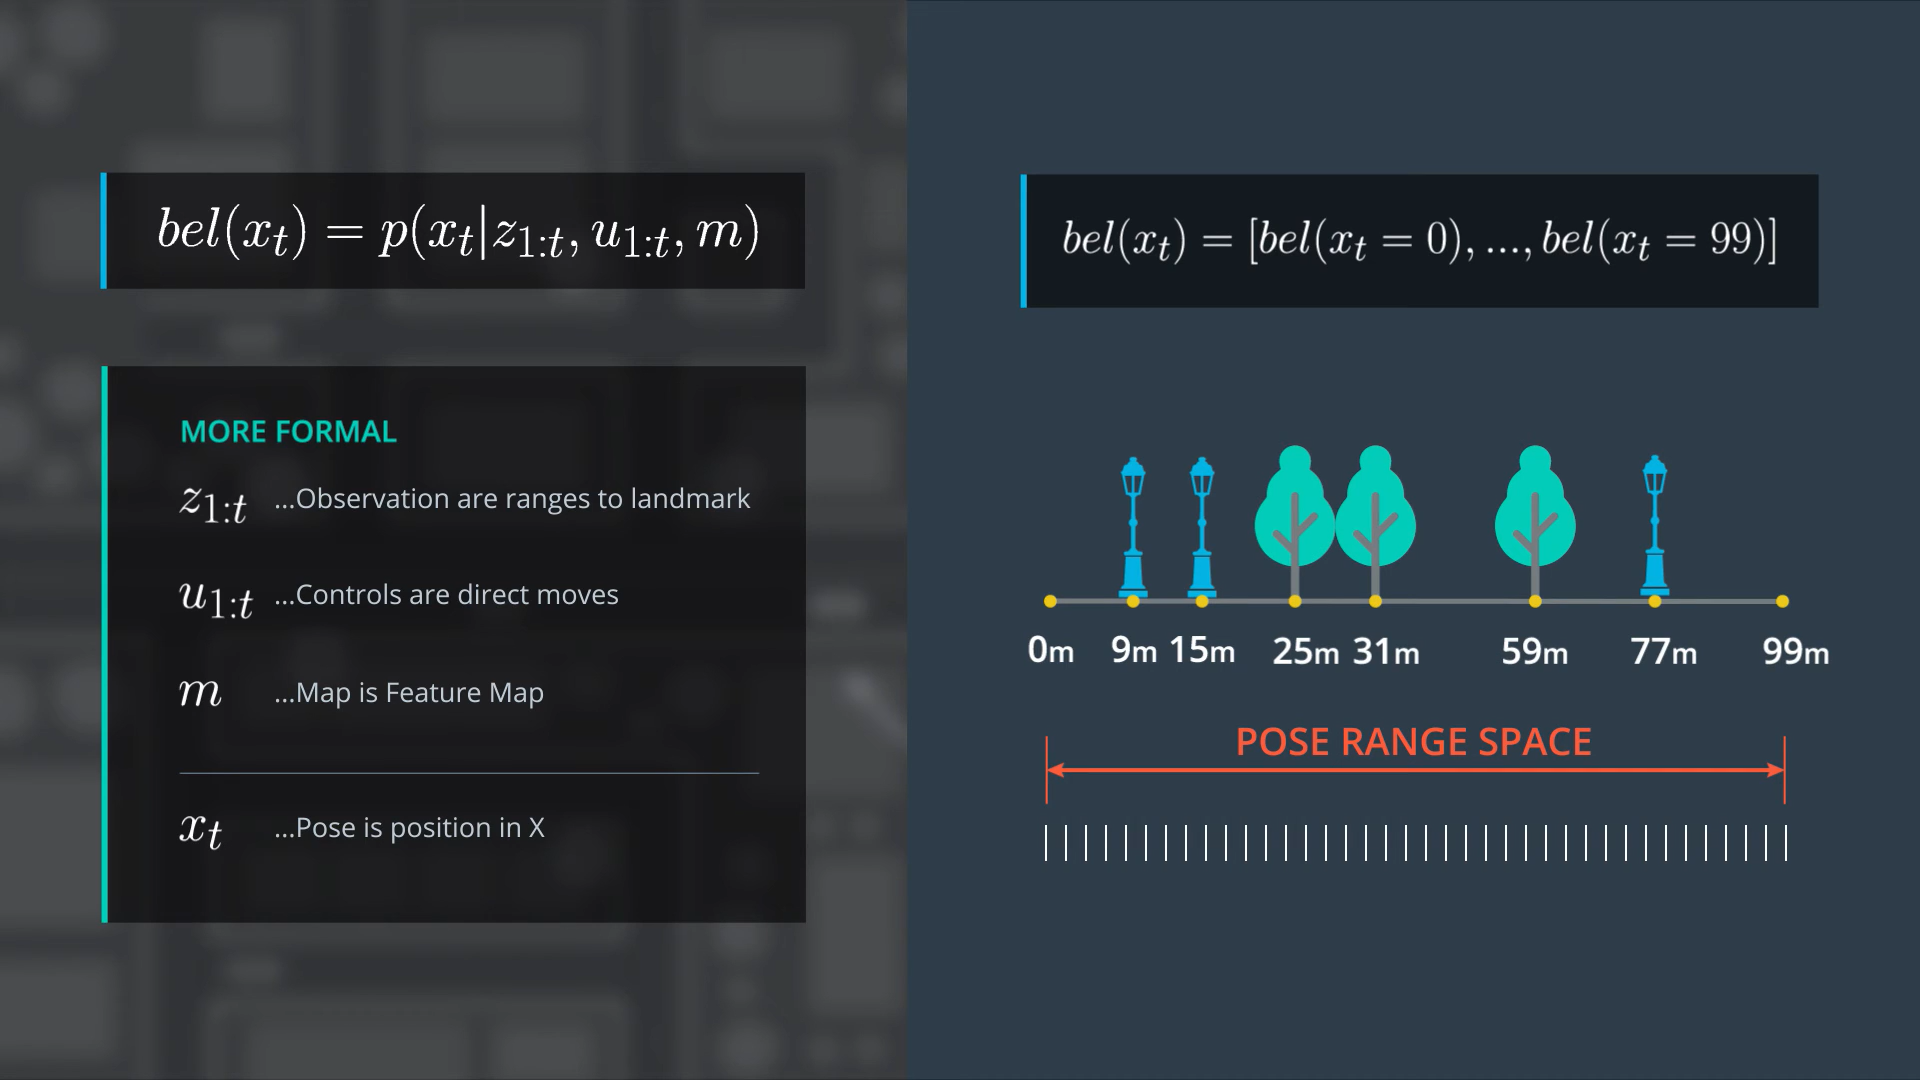 bel(x_t) = p(x_t|z_{1:t}, u_{1:t}, m)
MORE FORMAL
z_{1:t} ...Observation are ranges to landmark
u_{1:t} ...Controls are direct moves
m ...Map is Feature Map
x_t ...Pose is position in X
bel(x_t) = [bel(x_t = 0), ..., bel(x_t = 99)]
0m 9m 15m 25m 31m 59m 77m 99m
POSE RANGE SPACE